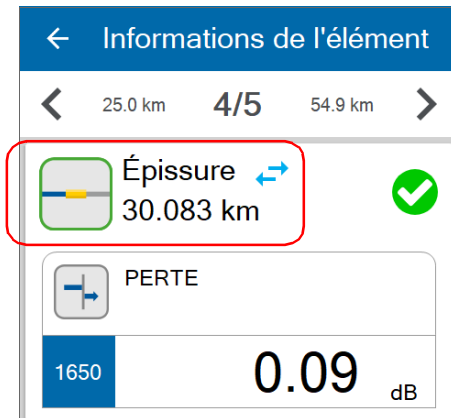 Informations de l'élément
25.0 km 4/5 54.9 km
Épissure
30.083 km
PERTE
1650 0.09 dB